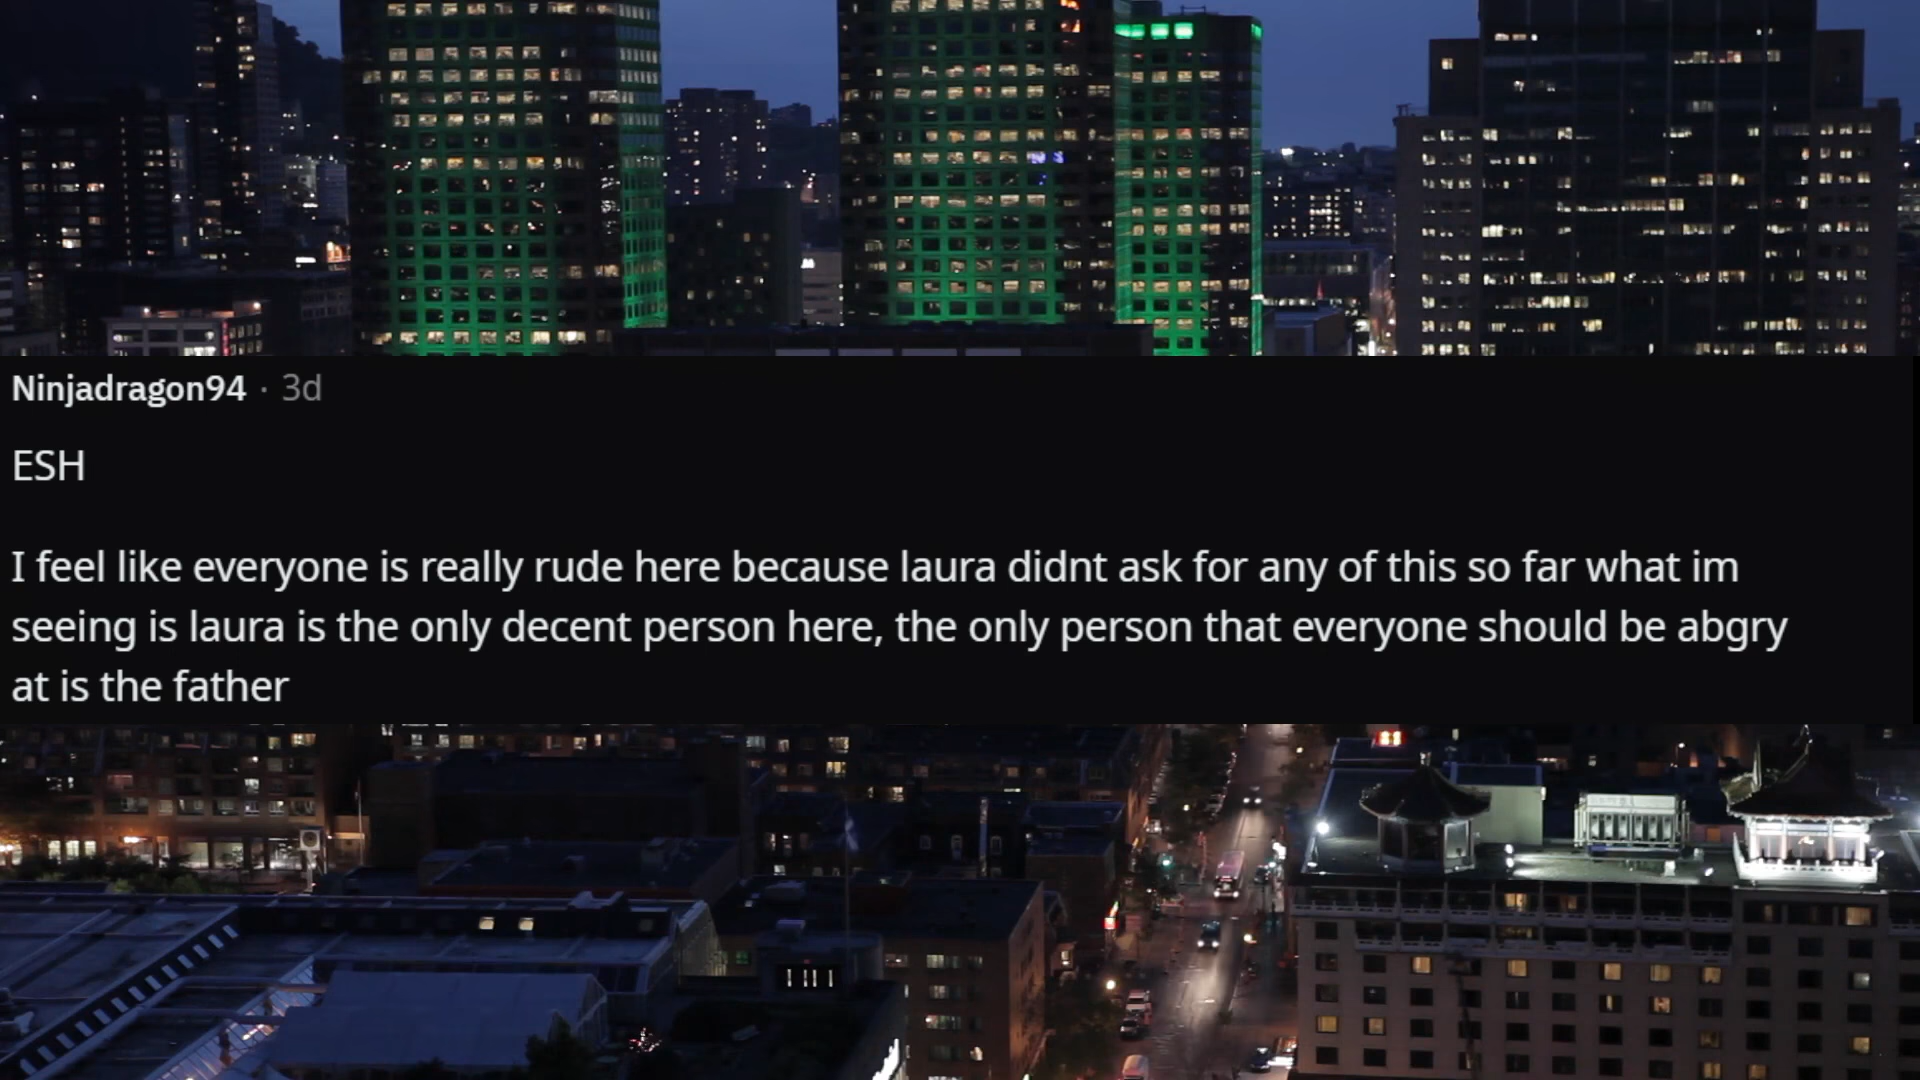 Ninjadragon94 · 3d
ESH
I feel like everyone is really rude here because laura didnt ask for any of this so far what im
seeing is laura is the only decent person here, the only person that everyone should be abgry
at is the father